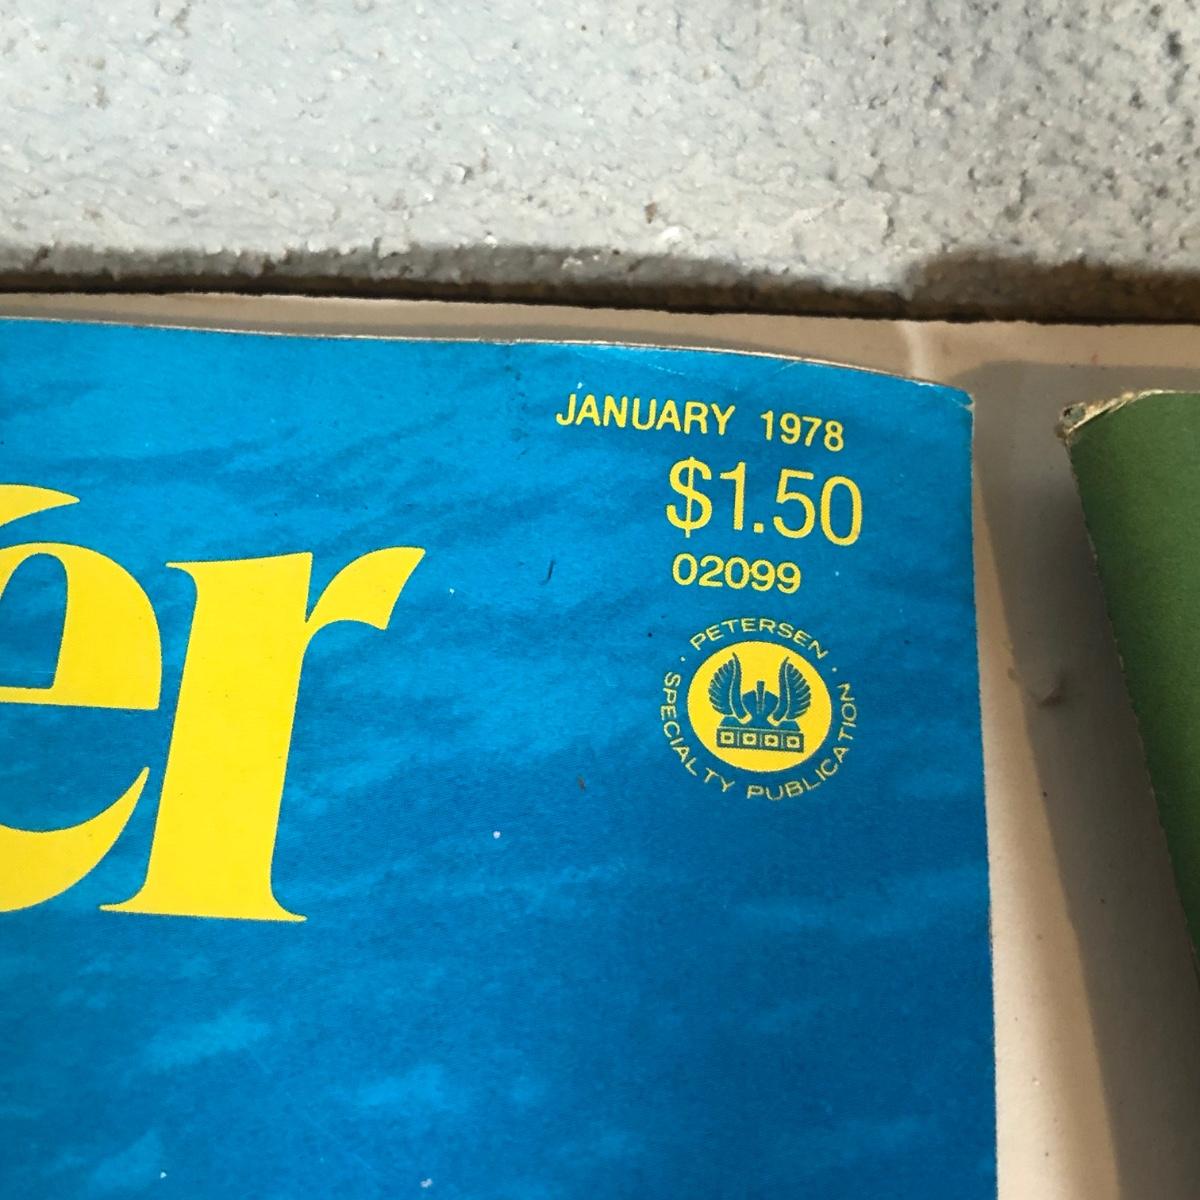 JANUARY 1978
$1.50
02099
er
· PETERSEN ·
SPECIALTY PUBLICATION